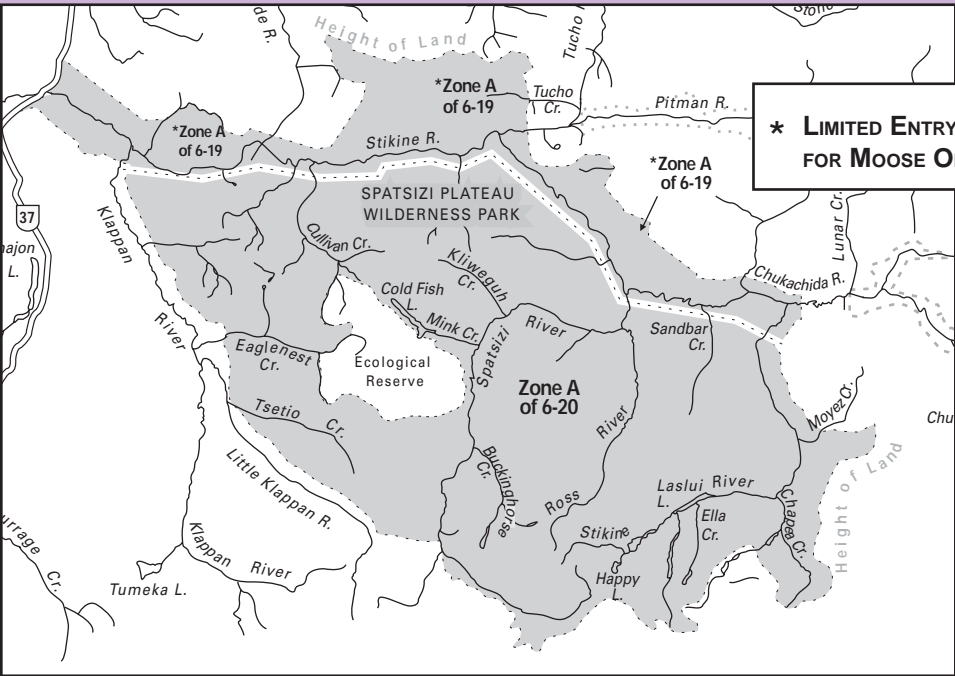 de R.
Height of Land
Tucho
*Zone A
of 6-19
Tucho
Cr.
Pitman R.
* LIMITED ENTRY
FOR MOOSE O
*Zone A
of 6-19
Stikine R.
*Zone A
of 6-19
SPATSIZI PLATEAU
WILDERNESS PARK
37
L.
Klappan
River
Cullivan Cr.
Kliweguh
Cr.
Cold Fish
L.
Mink Cr.
Spatsizi
River
Sandbar
Cr.
Chukachida R.
Lunar Cr.
Eaglenest
Cr.
Ecological
Reserve
Zone A
of 6-20
Tsetio Cr.
River
Ross
Moyez Cr.
Chu
Height of Land
Little Klappan R.
Buckinghorse
Cr.
Laslui River
L.
Stikine
Ella
Cr.
Chapea Cr.
Happy
L.
Klappan
River
Tumeka L.
urrage
Cr.